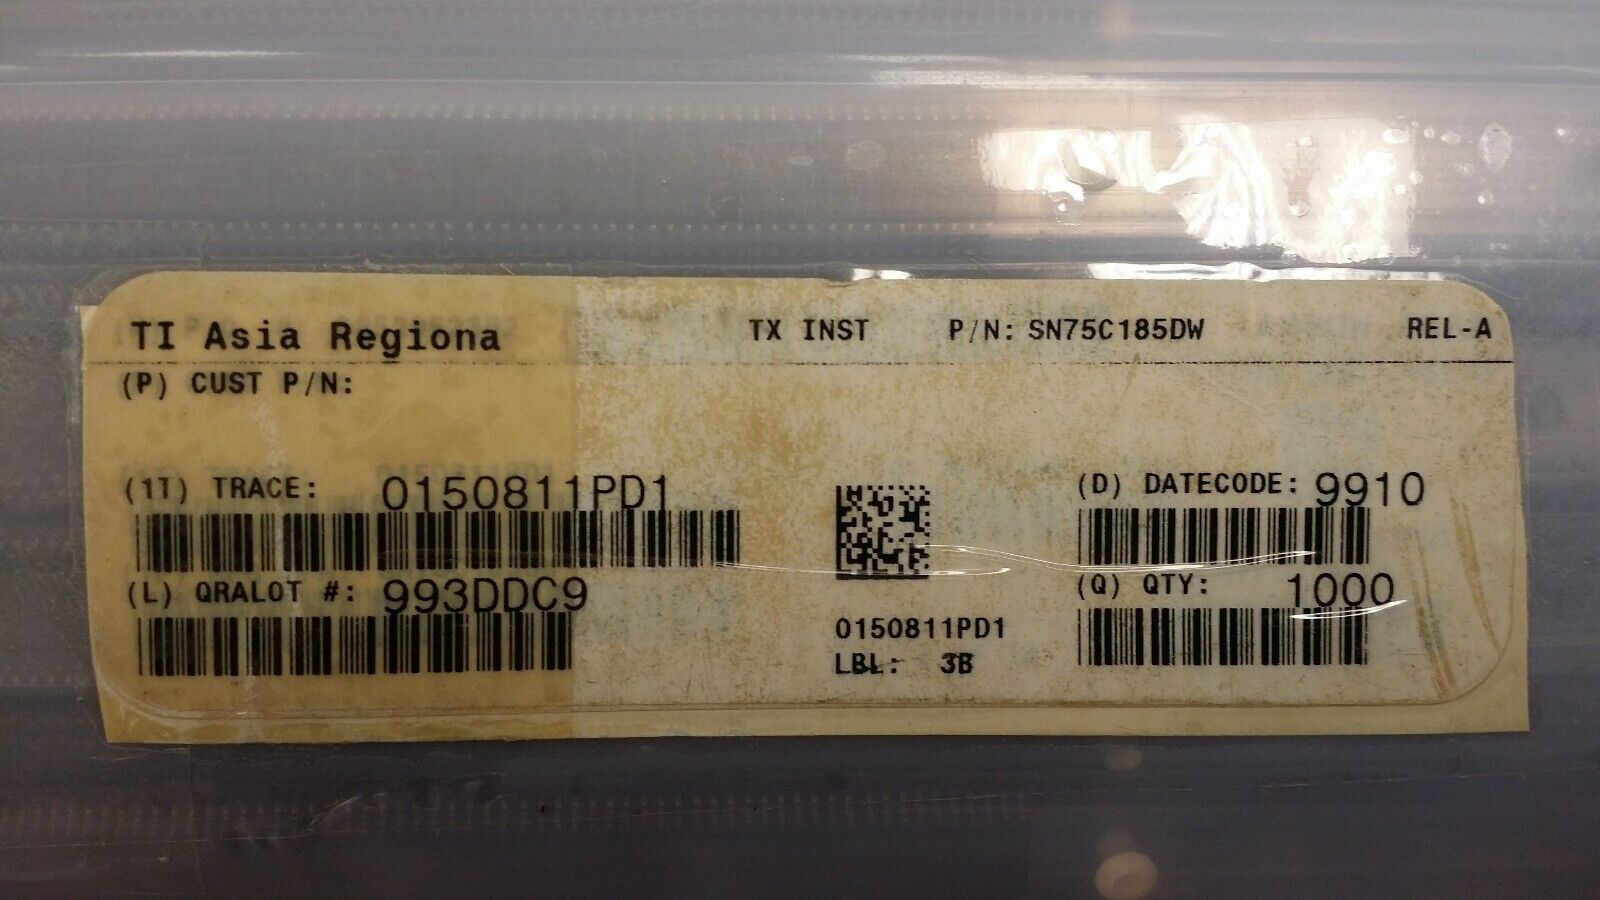 TI Asia Regiona TX INST P/N: SN75C185DW REL-A
(P) CUST P/N:
(1T) TRACE: 0150811PD1
(D) DATECODE: 9910
(L) QRALOT #: 993DDC9
(Q) QTY: 1000
0150811PD1
LBL: 3B